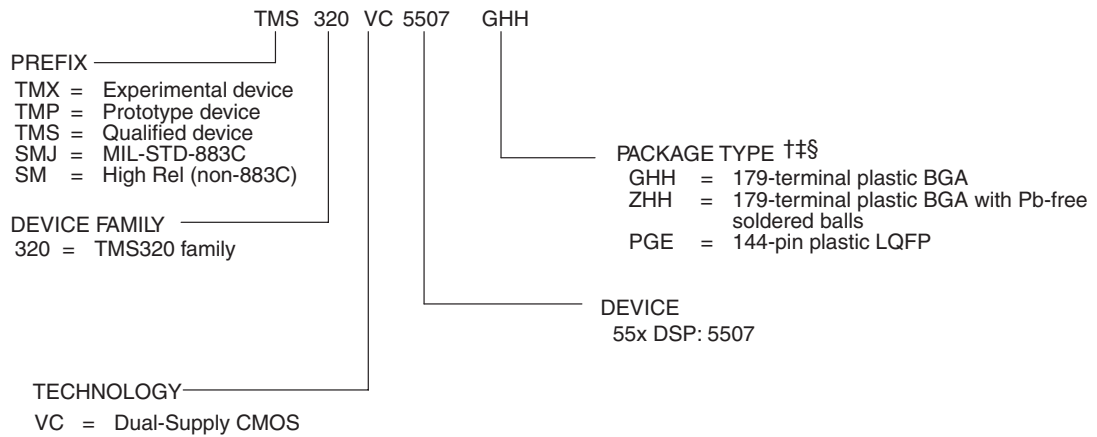 TMS 320 VC 5507 GHH
PREFIX
TMX = Experimental device
TMP = Prototype device
TMS = Qualified device
SMJ = MIL-STD-883C
SM = High Rel (non-883C)
DEVICE FAMILY
320 = TMS320 family
PACKAGE TYPE †‡§
GHH = 179-terminal plastic BGA
ZHH = 179-terminal plastic BGA with Pb-free
soldered balls
PGE = 144-pin plastic LQFP
DEVICE
55x DSP: 5507
TECHNOLOGY
VC = Dual-Supply CMOS